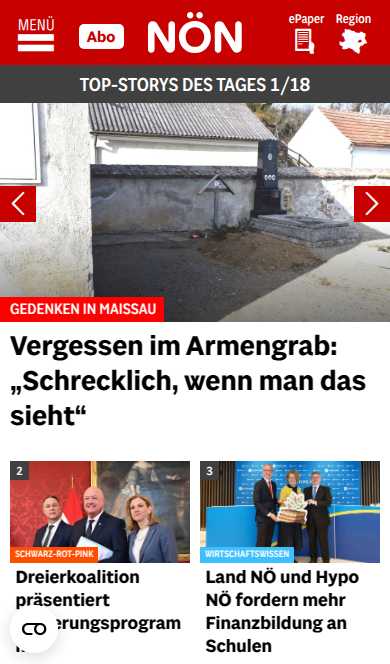 MENÜ
Abo
NÖN
ePaper
Region
TOP-STORYS DES TAGES 1/18
GEDENKEN IN MAISSAU
Vergessen im Armengrab:
„Schrecklich, wenn man das
sieht“
2
SCHWARZ-ROT-PINK
Dreierkoalition
präsentiert
3
WIRTSCHAFTSWISSEN
Land NÖ und Hypo
NÖ fordern mehr
Finanzbildung an
Schulen